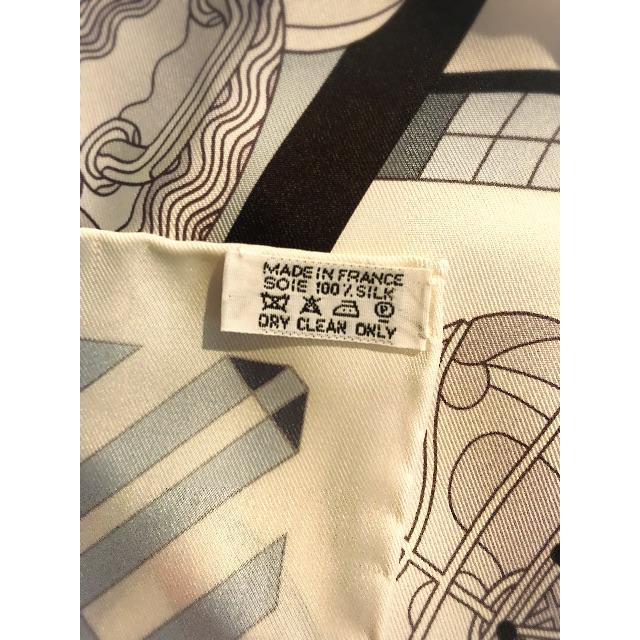 MADE IN FRANCE
SOIE 100% SILK
P
DRY CLEAN ONLY